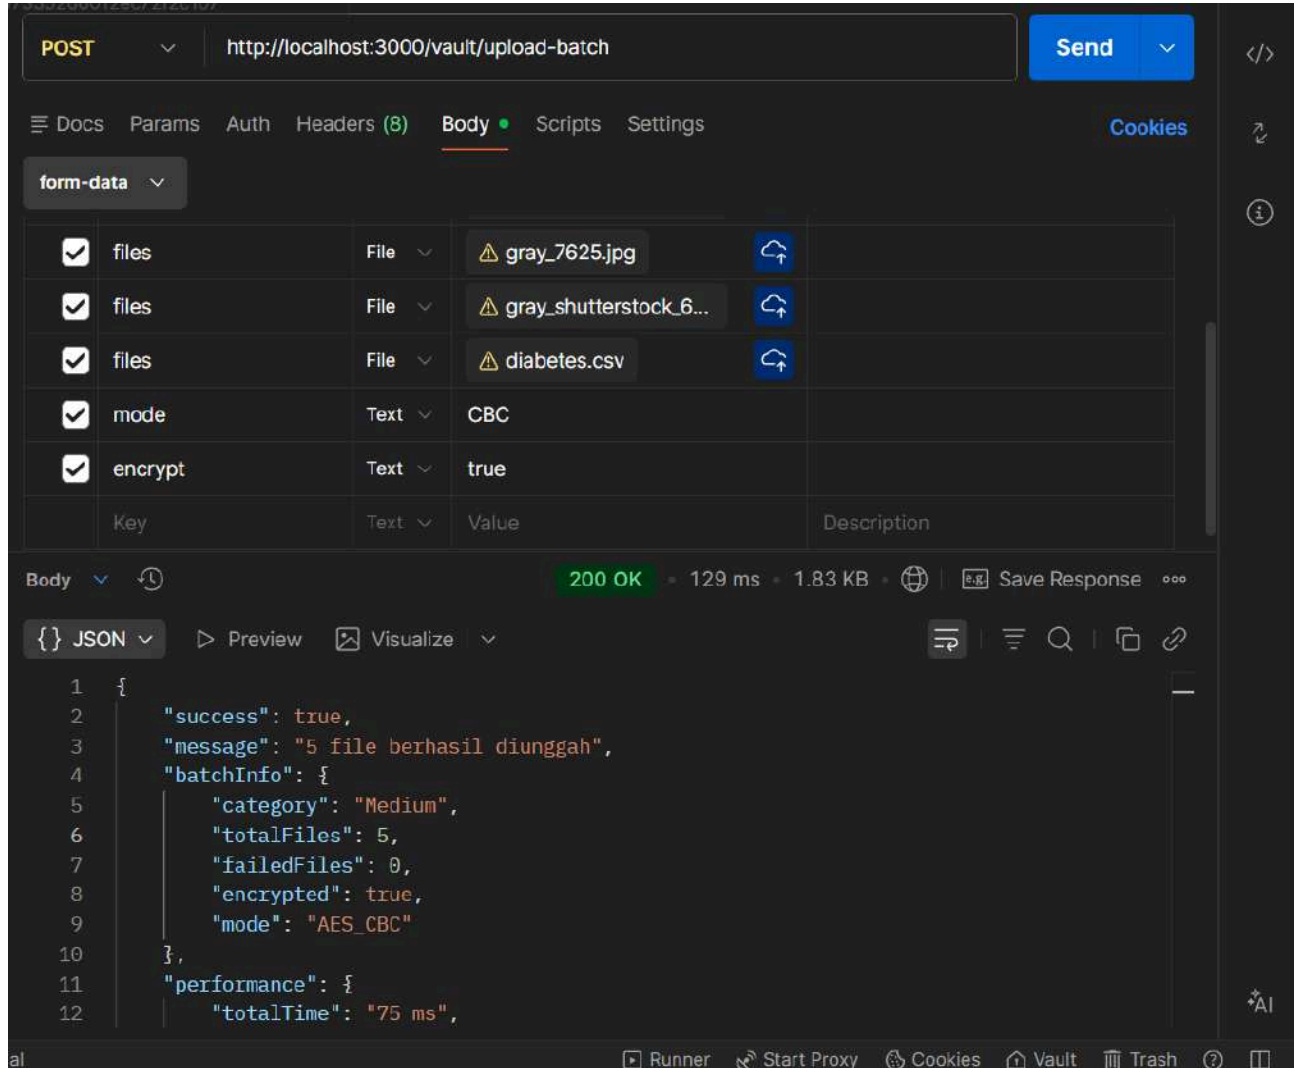 POST http://localhost:3000/vault/upload-batch Send
Docs Params Auth Headers (8) Body Scripts Settings Cookies
form-data
files File gray_7625.jpg
files File gray_shutterstock_6...
files File diabetes.csv
mode Text CBC
encrypt Text true
Key Text Value Description
Body 200 OK 129 ms 1.83 KB e.g. Save Response
{} JSON Preview Visualize
1 {
2 "success": true,
3 "message": "5 file berhasil diunggah",
4 "batchInfo": {
5 "category": "Medium",
6 "totalFiles": 5,
7 "failedFiles": 0,
8 "encrypted": true,
9 "mode": "AES_CBC"
10 },
11 "performance": {
12 "totalTime": "75 ms",
AI
al Runner Start Proxy Cookies Vault Trash